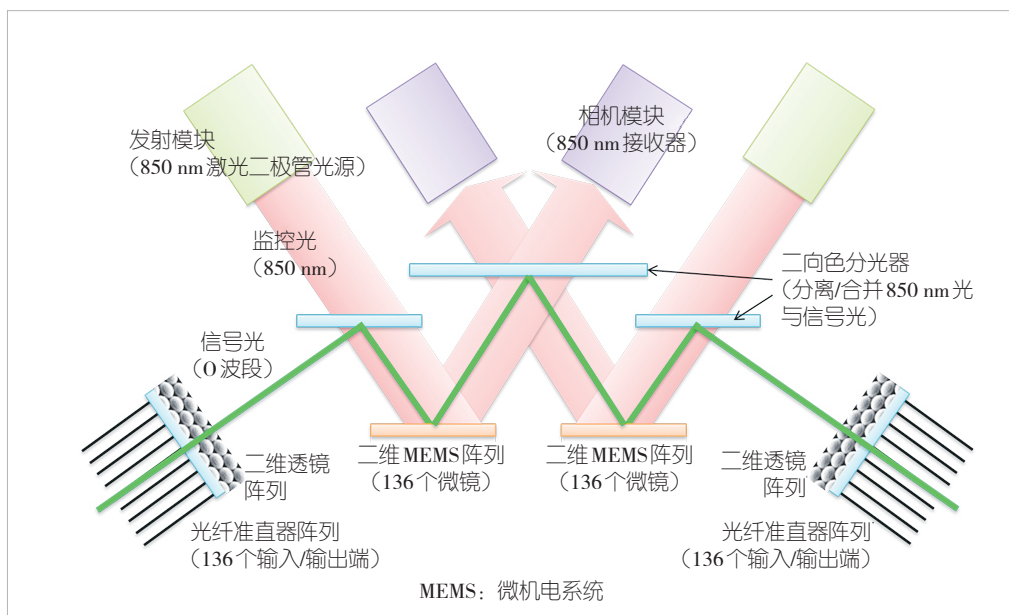 发射模块
（850 nm激光二极管光源）
相机模块
（850 nm接收器）
监控光
（850 nm）
二向色分光器
（分离/合并850 nm光
与信号光）
信号光
（O波段）
二维透镜
阵列
二维MEMS阵列
（136个微镜）
二维MEMS阵列
（136个微镜）
二维透镜
阵列
光纤准直器阵列
（136个输入/输出端）
光纤准直器阵列
（136个输入/输出端）
MEMS：微机电系统